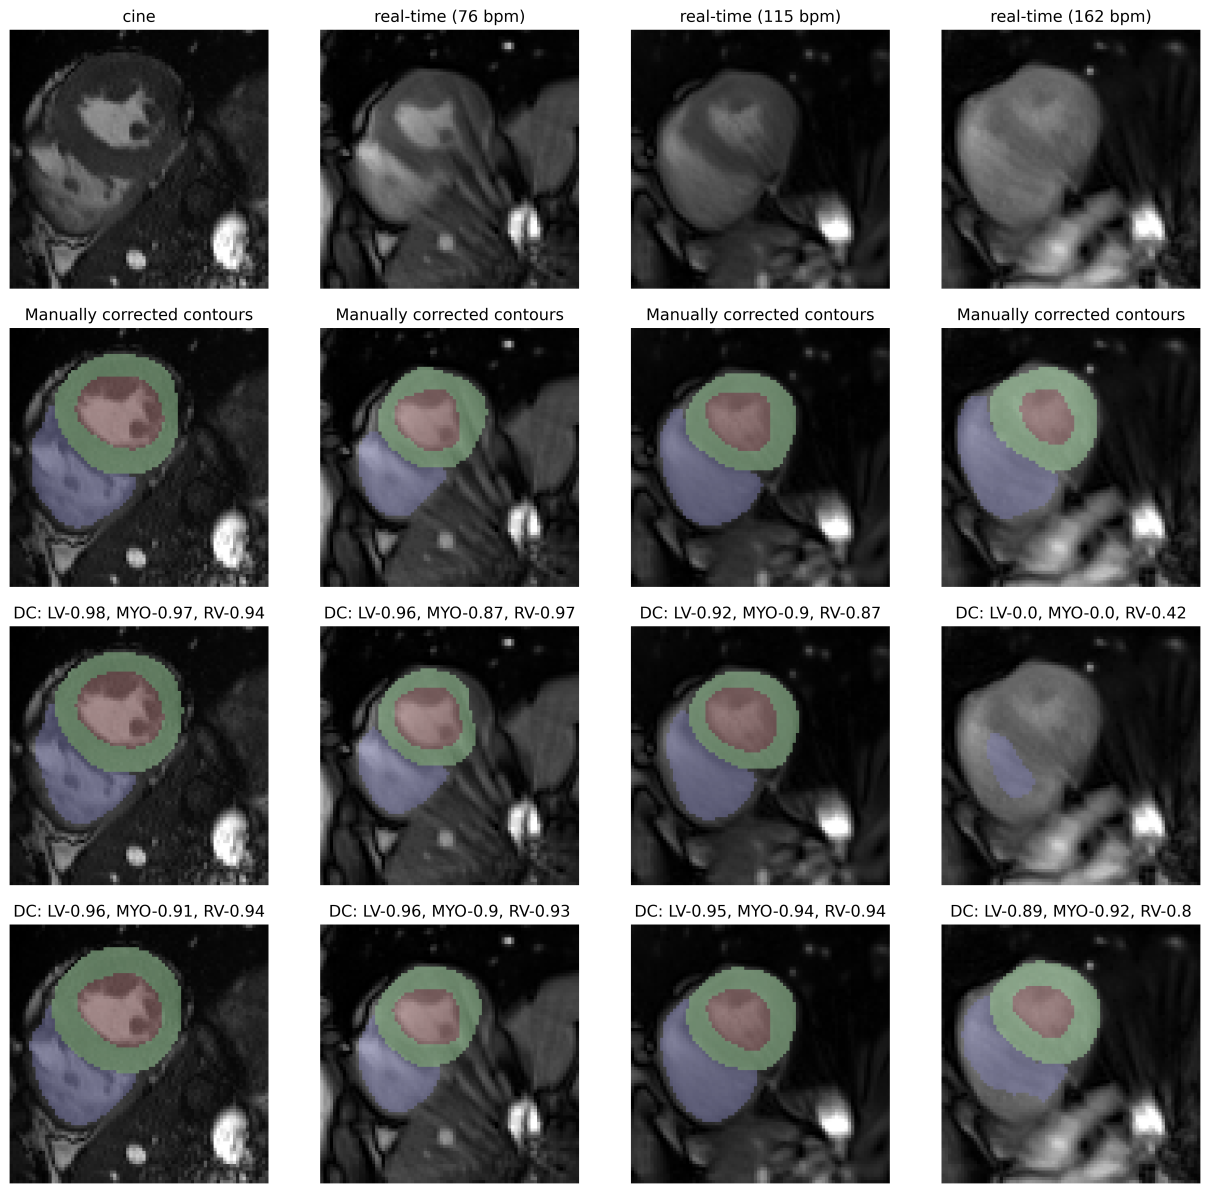 cine
real-time (76 bpm)
real-time (115 bpm)
real-time (162 bpm)
Manually corrected contours
Manually corrected contours
Manually corrected contours
Manually corrected contours
DC: LV-0.98, MYO-0.97, RV-0.94
DC: LV-0.96, MYO-0.87, RV-0.97
DC: LV-0.92, MYO-0.9, RV-0.87
DC: LV-0.0, MYO-0.0, RV-0.42
DC: LV-0.96, MYO-0.91, RV-0.94
DC: LV-0.96, MYO-0.9, RV-0.93
DC: LV-0.95, MYO-0.94, RV-0.94
DC: LV-0.89, MYO-0.92, RV-0.8